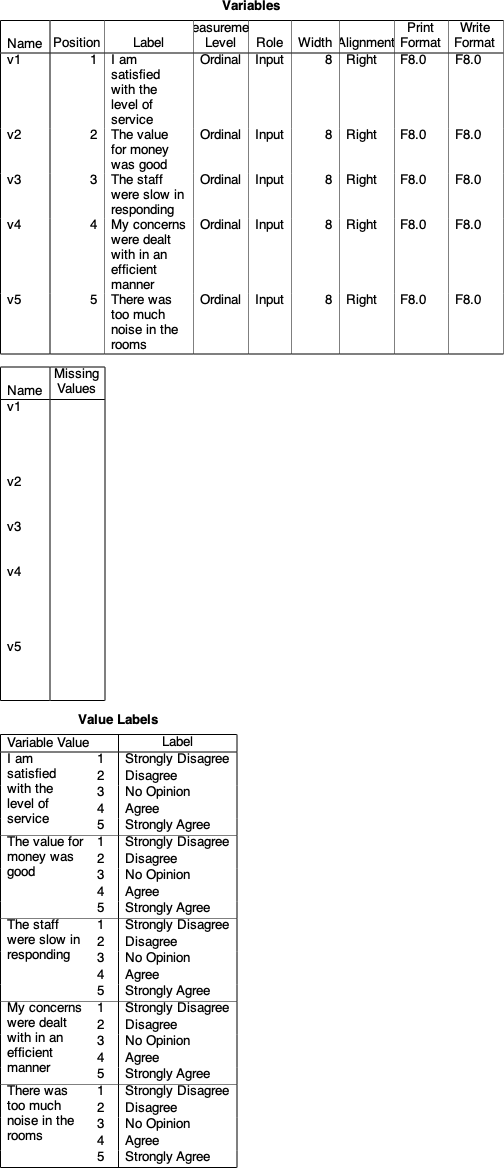 Variables
Name Position Label easureme Level Role Width Alignment Print Format Write Format
v1 1 I am satisfied with the level of service Ordinal Input 8 Right F8.0 F8.0
v2 2 The value for money was good Ordinal Input 8 Right F8.0 F8.0
v3 3 The staff were slow in responding Ordinal Input 8 Right F8.0 F8.0
v4 4 My concerns were dealt with in an efficient manner Ordinal Input 8 Right F8.0 F8.0
v5 5 There was too much noise in the rooms Ordinal Input 8 Right F8.0 F8.0
Name Missing Values
v1
v2
v3
v4
v5
Value Labels
Variable Value Label
I am satisfied with the level of service 1 Strongly Disagree
2 Disagree
3 No Opinion
4 Agree
5 Strongly Agree
The value for money was good 1 Strongly Disagree
2 Disagree
3 No Opinion
4 Agree
5 Strongly Agree
The staff were slow in responding 1 Strongly Disagree
2 Disagree
3 No Opinion
4 Agree
5 Strongly Agree
My concerns were dealt with in an efficient manner 1 Strongly Disagree
2 Disagree
3 No Opinion
4 Agree
5 Strongly Agree
There was too much noise in the rooms 1 Strongly Disagree
2 Disagree
3 No Opinion
4 Agree
5 Strongly Agree